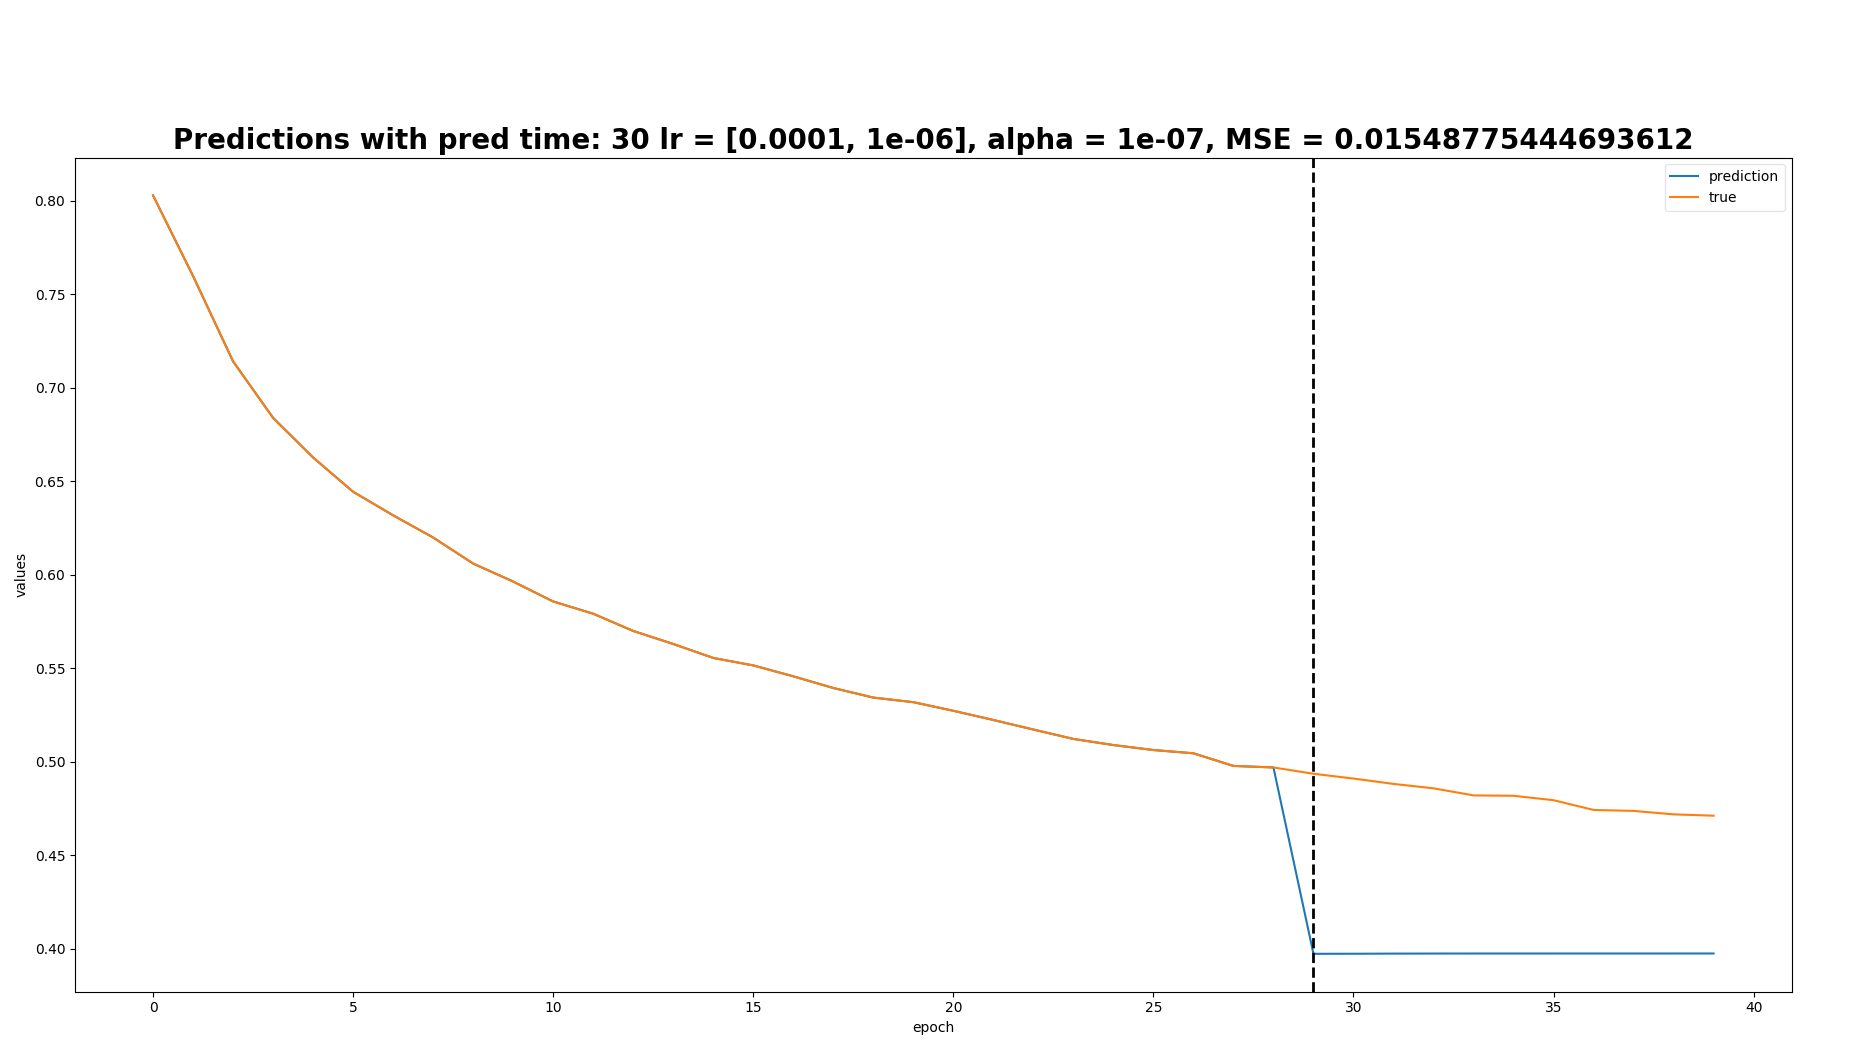 Predictions with pred time: 30 lr = [0.0001, 1e-06], alpha = 1e-07, MSE = 0.01548775444693612
prediction
true
0.80
0.75
0.70
0.65
0.60
0.55
0.50
0.45
0.40
values
0 5 10 15 20 25 30 35 40
epoch